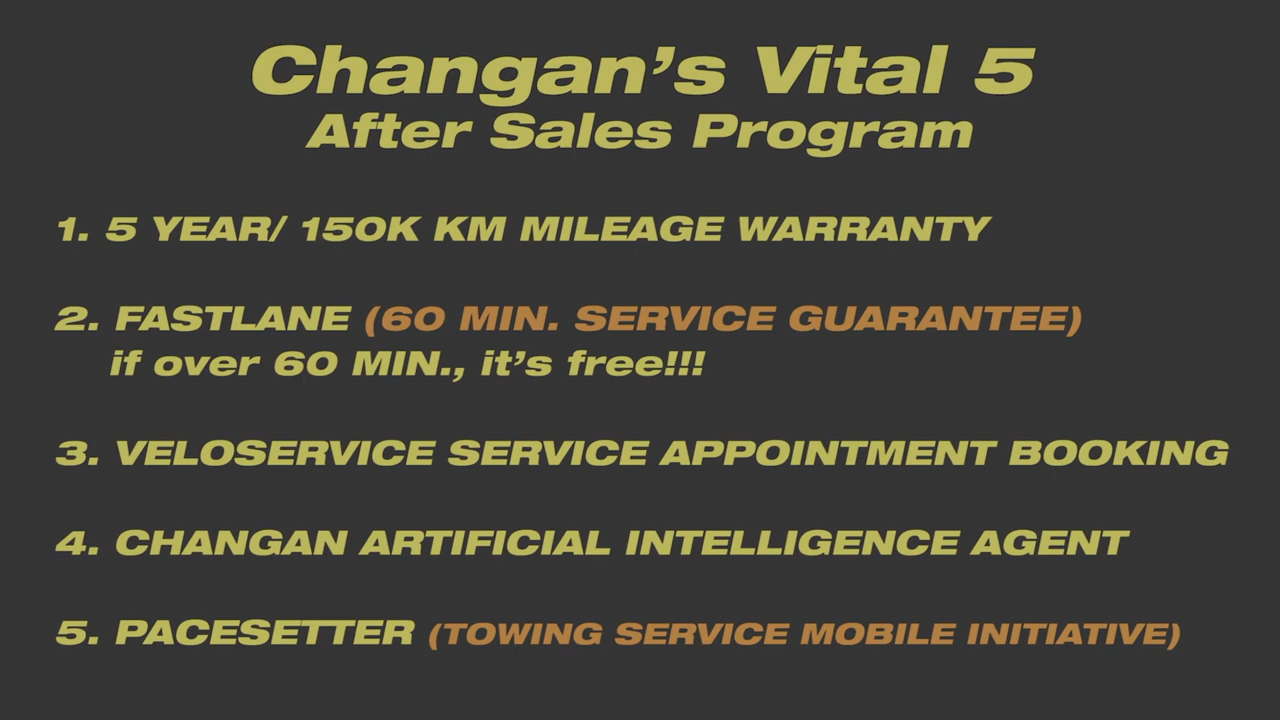 Changan’s Vital 5
After Sales Program
1. 5 YEAR/ 150K KM MILEAGE WARRANTY
2. FASTLANE (60 MIN. SERVICE GUARANTEE)
if over 60 MIN., it’s free!!!
3. VELOSERVICE SERVICE APPOINTMENT BOOKING
4. CHANGAN ARTIFICIAL INTELLIGENCE AGENT
5. PACESETTER (TOWING SERVICE MOBILE INITIATIVE)